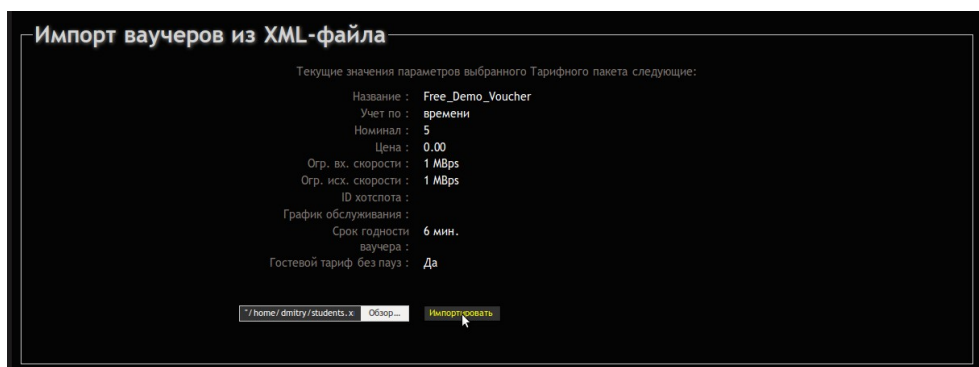 Импорт ваучеров из XML-файла
Текущие значения параметров выбранного Тарифного пакета следующие:
Название : Free_Demo_Voucher
Учет по : времени
Номинал : 5
Цена : 0.00
Огр. вх. скорости : 1 MBps
Огр. исх. скорости : 1 MBps
ID хотспота :
График обслуживания :
Срок годности 6 мин.
ваучера :
Гостевой тариф без пауз : Да
"/home/dmitry/students.x Обзор... Импортировать